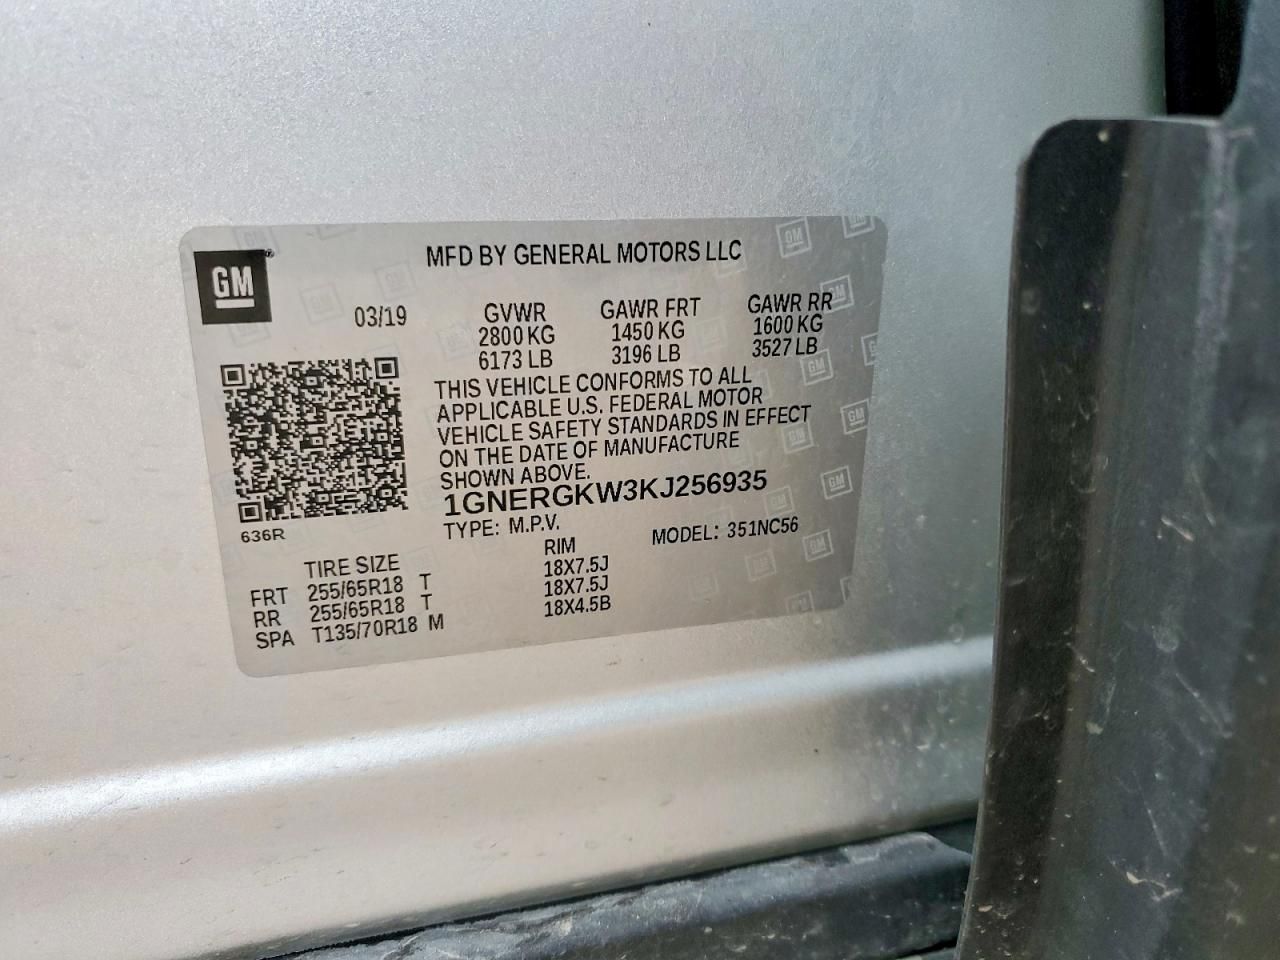 GM
MFD BY GENERAL MOTORS LLC
03/19
GVWR GAWR FRT GAWR RR
2800 KG 1450 KG 1600 KG
6173 LB 3196 LB 3527 LB
THIS VEHICLE CONFORMS TO ALL
APPLICABLE U.S. FEDERAL MOTOR
VEHICLE SAFETY STANDARDS IN EFFECT
ON THE DATE OF MANUFACTURE
SHOWN ABOVE.
1GNERGKW3KJ256935
636R
TYPE: M.P.V. MODEL: 351NC56
TIRE SIZE RIM
FRT 255/65R18 T 18X7.5J
RR 255/65R18 T 18X7.5J
SPA T135/70R18 M 18X4.5B